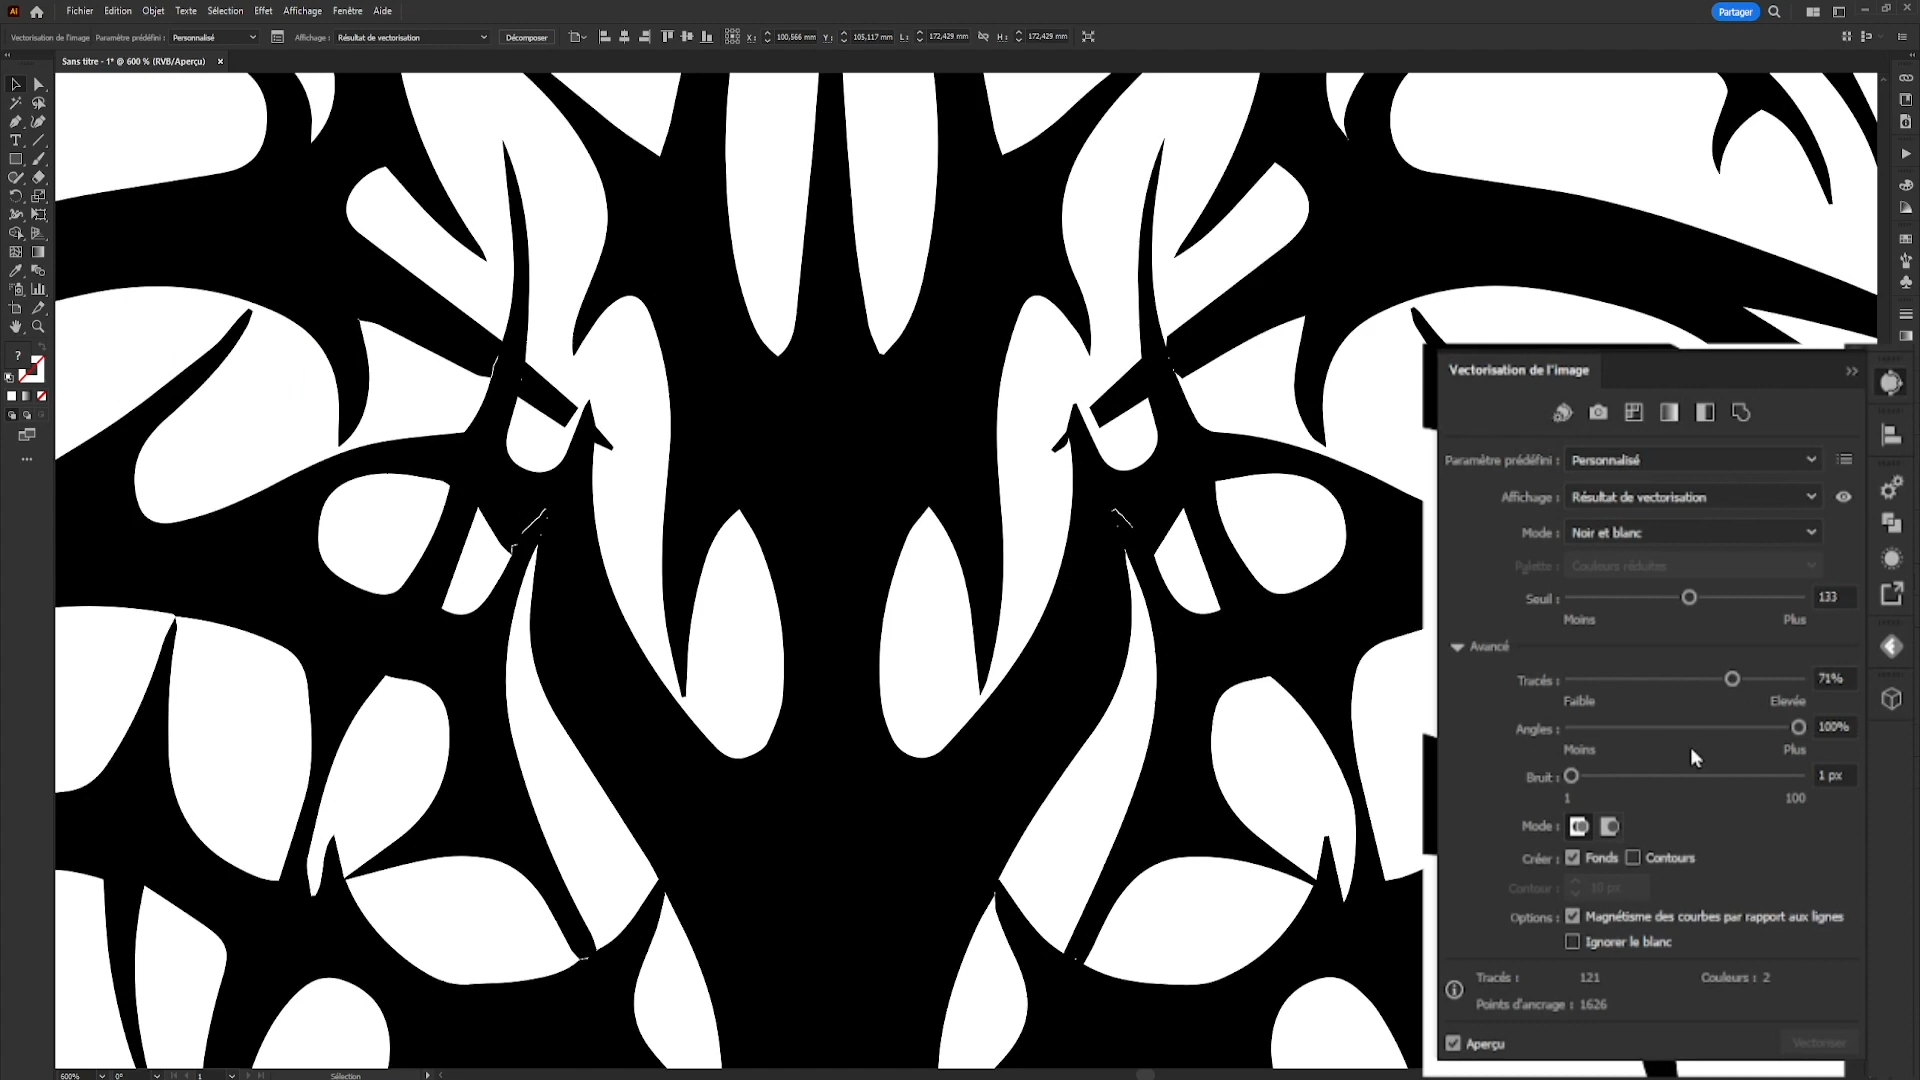 Ai Fichier Edition Objet Texte Sélection Effet Affichage Fenêtre Aide Partager
Vectorisation de l'image Paramètre prédéfini : Personnalisé Affichage : Résultat de vectorisation Décomposer X : 100,566 mm Y : 105,117 mm L : 172,429 mm H : 172,429 mm
Sans titre - 1* @ 600 % (RVB/Aperçu) ×
T
?
Vectorisation de l'image
Paramètre prédéfini : Personnalisé
Affichage : Résultat de vectorisation
Mode : Noir et blanc
Palette : Couleurs réduites
Seuil : 133
Moins Plus
Avancé
Tracés : 71%
Faible Elevée
Angles : 100%
Moins Plus
Bruit : 1 px
1 100
Mode :
Créer : Fonds Contours
Contour : 10 px
Options : Magnétisme des courbes par rapport aux lignes
Ignorer le blanc
Tracés : 121 Couleurs : 2
Points d'ancrage : 1626
Aperçu Vectoriser
600% 0° 1 Sélection